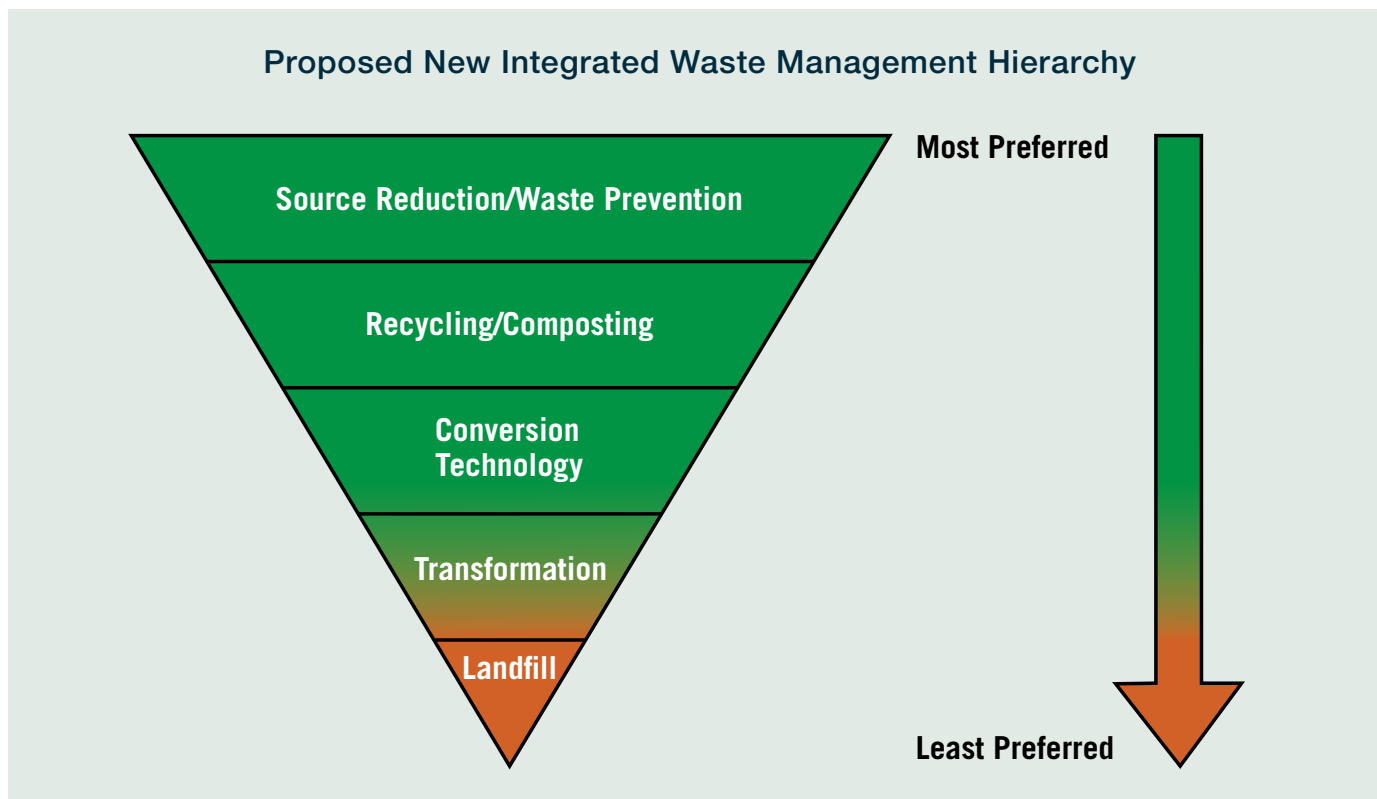 Proposed New Integrated Waste Management Hierarchy
Most Preferred
Source Reduction/Waste Prevention
Recycling/Composting
Conversion
Technology
Transformation
Landfill
Least Preferred